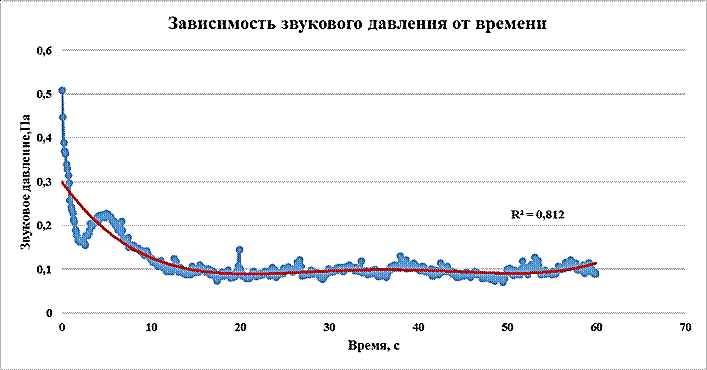 Зависимость звукового давления от времени
0,6
0,5
0,4
0,3
0,2
0,1
0
Звуковое давление,Па
R² = 0,812
0 10 20 30 40 50 60 70
Время, с